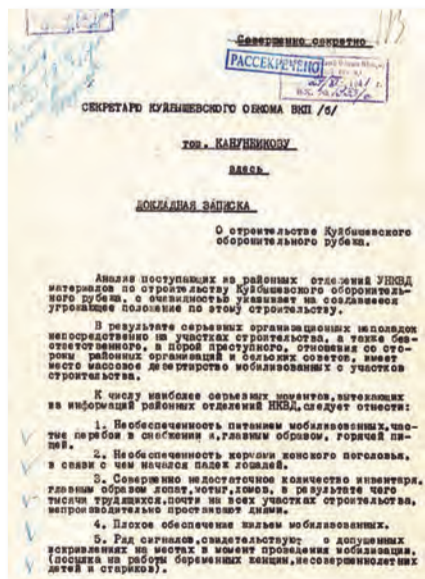 113
Совершенно секретно
РАССЕКРЕЧЕНО
СЕКРЕТАРЮ КУЙБЫШЕВСКОГО ОБКОМА ВКП /б/
тов. КАНУННИКОВУ
здесь
ДОКЛАДНАЯ ЗАПИСКА
О строительстве Куйбышевского
оборонительного рубежа.
Анализ поступающих из районных отделений УНКВД
материалов по строительству Куйбышевского оборонитель-
ного рубежа, с очевидностью указывает на создавшееся
угрожающее положение по этому строительству.
В результате серьезных организационных неполадок
непосредственно на участках строительства, а также без-
ответственного, а порой преступного, отношения со сто-
роны районных организаций и сельских советов, имеет
место массовое дезертирство мобилизованных с участков
строительства.
К числу наиболее серьезных моментов, вытекающих
из информаций районных отделений НКВД, следует отнести:
1. Необеспеченность питанием мобилизованных, час-
тые перебои в снабжении и, главным образом, горячей пи-
щей.
2. Необеспеченность кормами конского поголовья,
в связи с чем начался падеж лошадей.
3. Совершенно недостаточное количество инвентаря,
главным образом лопат, мотыг, ломов, в результате чего
тысячи трудящихся, почти на всех участках строительства,
непроизводительно простаивают днями.
4. Плохое обеспечение жильем мобилизованных.
5. Ряд сигналов, свидетельствуют о допущенных
искривлениях на местах в момент проведения мобилизации,
(посылка на работы беременных женщин, несовершеннолетних
детей и стариков).